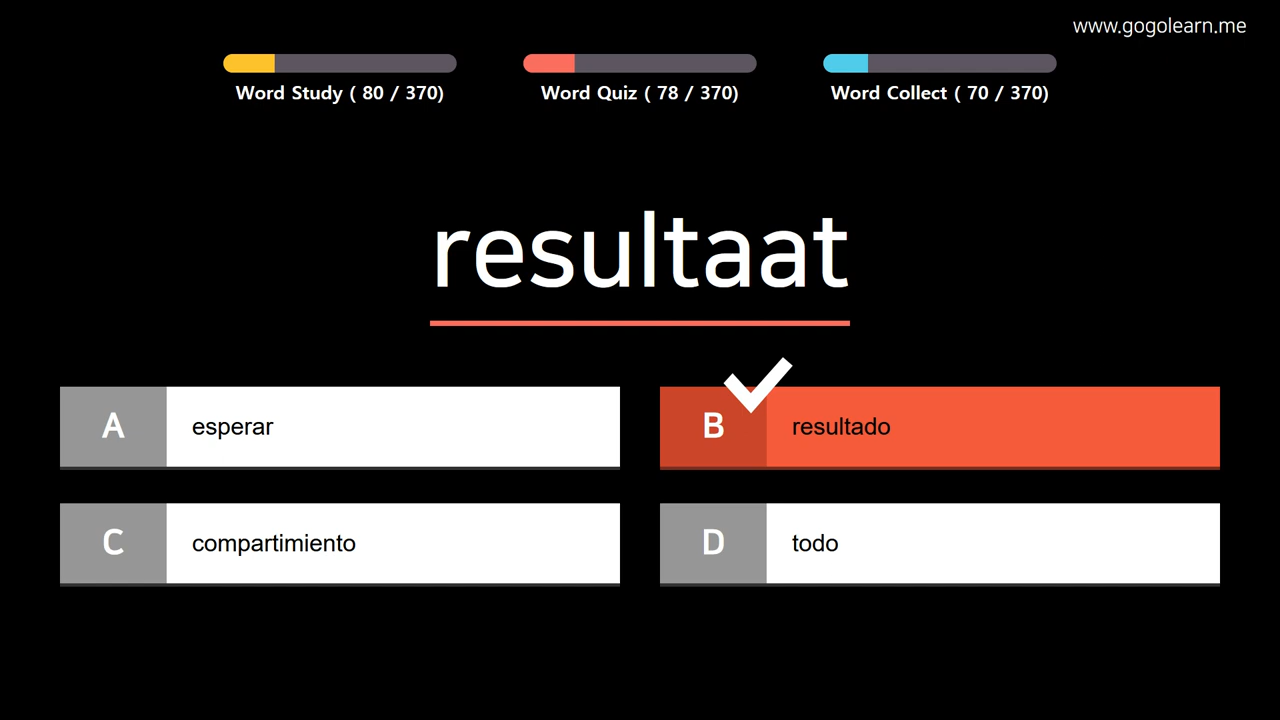 www.gogolearn.me
Word Study ( 80 / 370)
Word Quiz ( 78 / 370)
Word Collect ( 70 / 370)
resultaat
A esperar
B resultado
C compartimiento
D todo